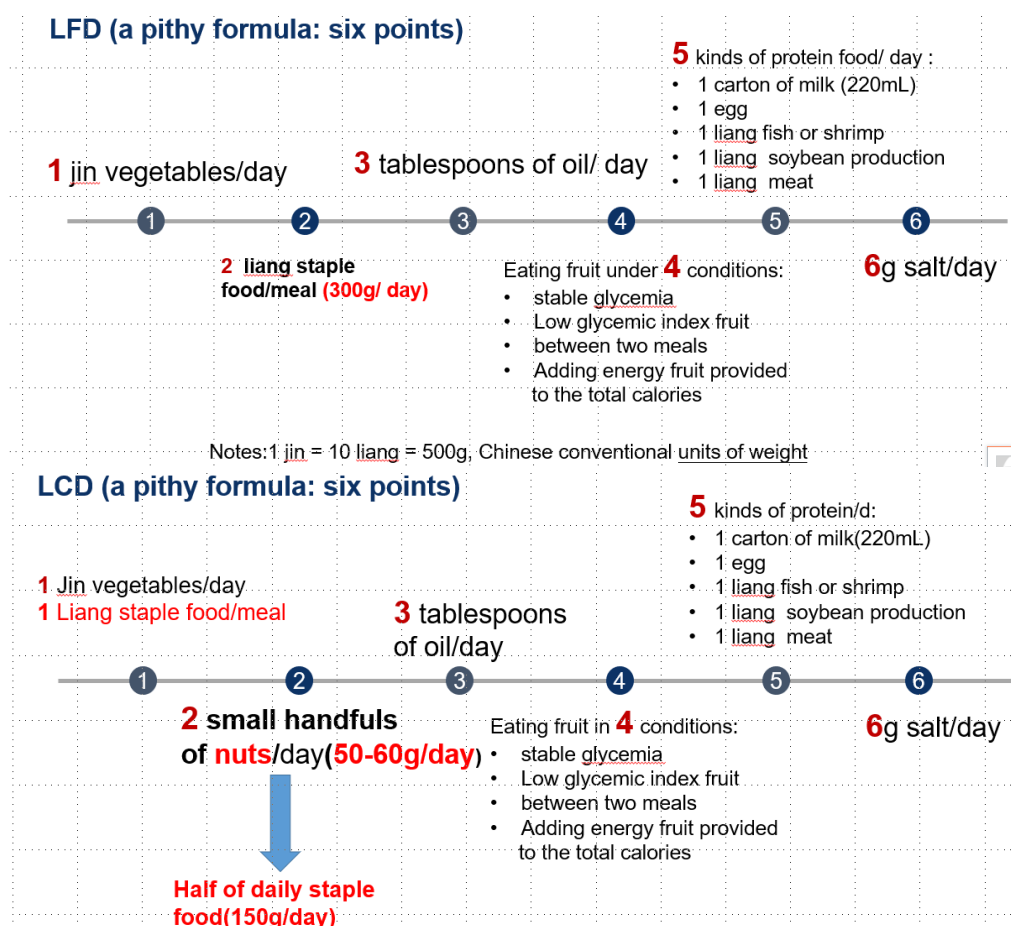 LFD (a pithy formula: six points)
5 kinds of protein food/ day :
• 1 carton of milk (220mL)
• 1 egg
• 1 liang fish or shrimp
• 1 liang soybean production
• 1 liang meat
1 jin vegetables/day
3 tablespoons of oil/ day
1 2 3 4 5 6
2 liang staple
food/meal (300g/ day)
Eating fruit under 4 conditions:
• stable glycemia
• Low glycemic index fruit
• between two meals
• Adding energy fruit provided
to the total calories
6g salt/day
Notes:1 jin = 10 liang = 500g, Chinese conventional units of weight
LCD (a pithy formula: six points)
5 kinds of protein/d:
• 1 carton of milk(220mL)
• 1 egg
• 1 liang fish or shrimp
• 1 liang soybean production
• 1 liang meat
1 Jin vegetables/day
1 Liang staple food/meal
3 tablespoons
of oil/day
1 2 3 4 5 6
2 small handfuls
of nuts/day(50-60g/day)
Eating fruit in 4 conditions:
• stable glycemia
• Low glycemic index fruit
• between two meals
• Adding energy fruit provided
to the total calories
6g salt/day
Half of daily staple
food(150g/day)